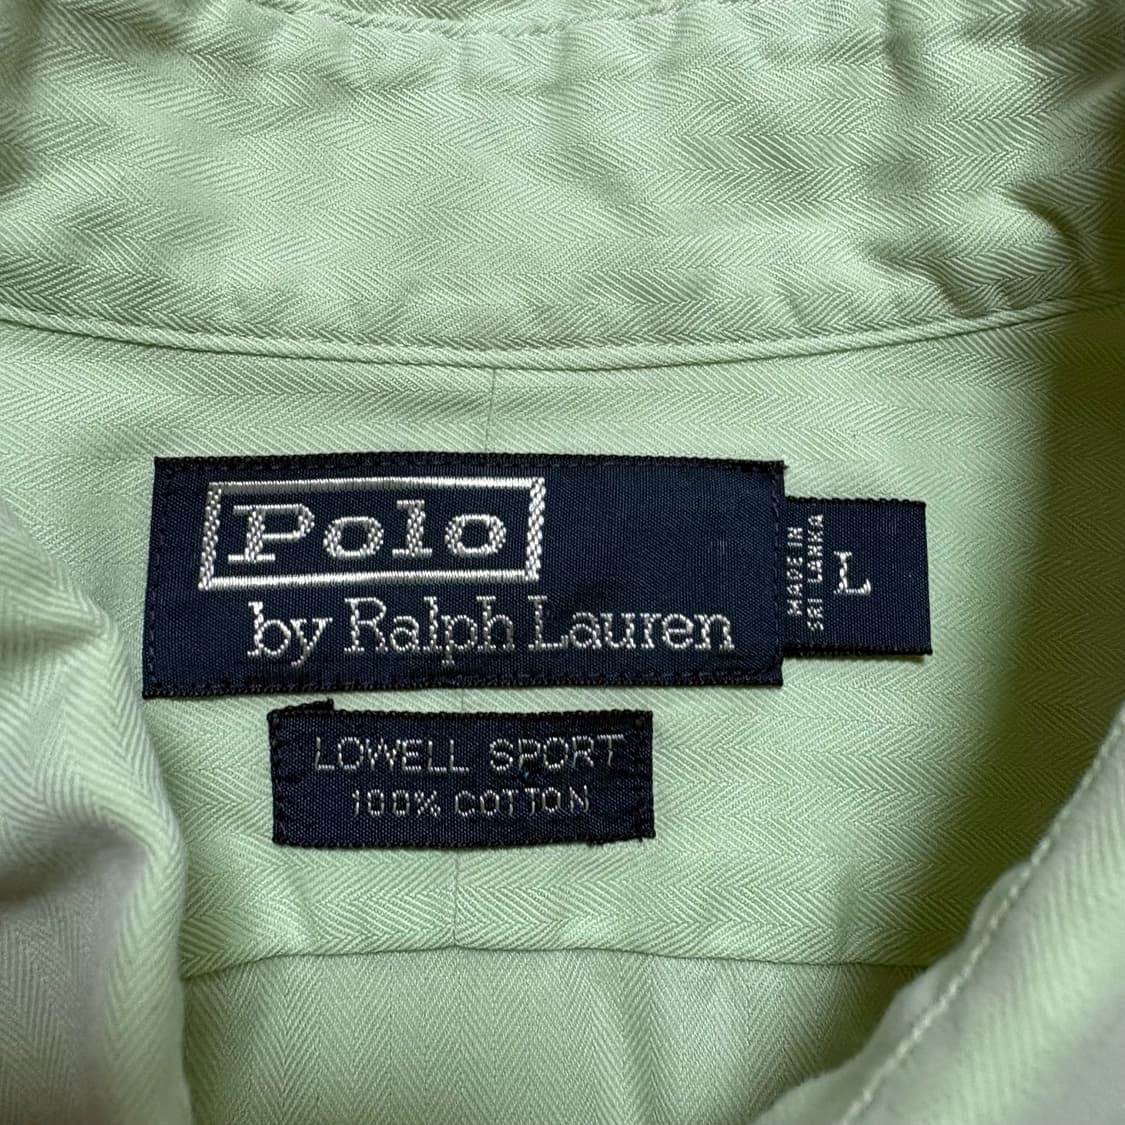 Polo
by Ralph Lauren
MADE IN
SRI LANKA
L
LOWELL SPORT
100% COTTON